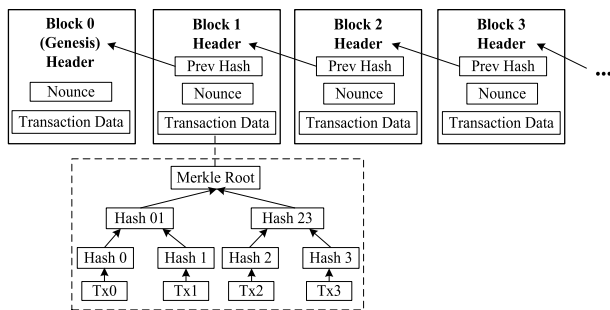 Block 0
(Genesis)
Header
Nounce
Transaction Data
Block 1
Header
Prev Hash
Nounce
Transaction Data
Block 2
Header
Prev Hash
Nounce
Transaction Data
Block 3
Header
Prev Hash
Nounce
Transaction Data
...
Merkle Root
Hash 01
Hash 23
Hash 0
Hash 1
Hash 2
Hash 3
Tx0
Tx1
Tx2
Tx3